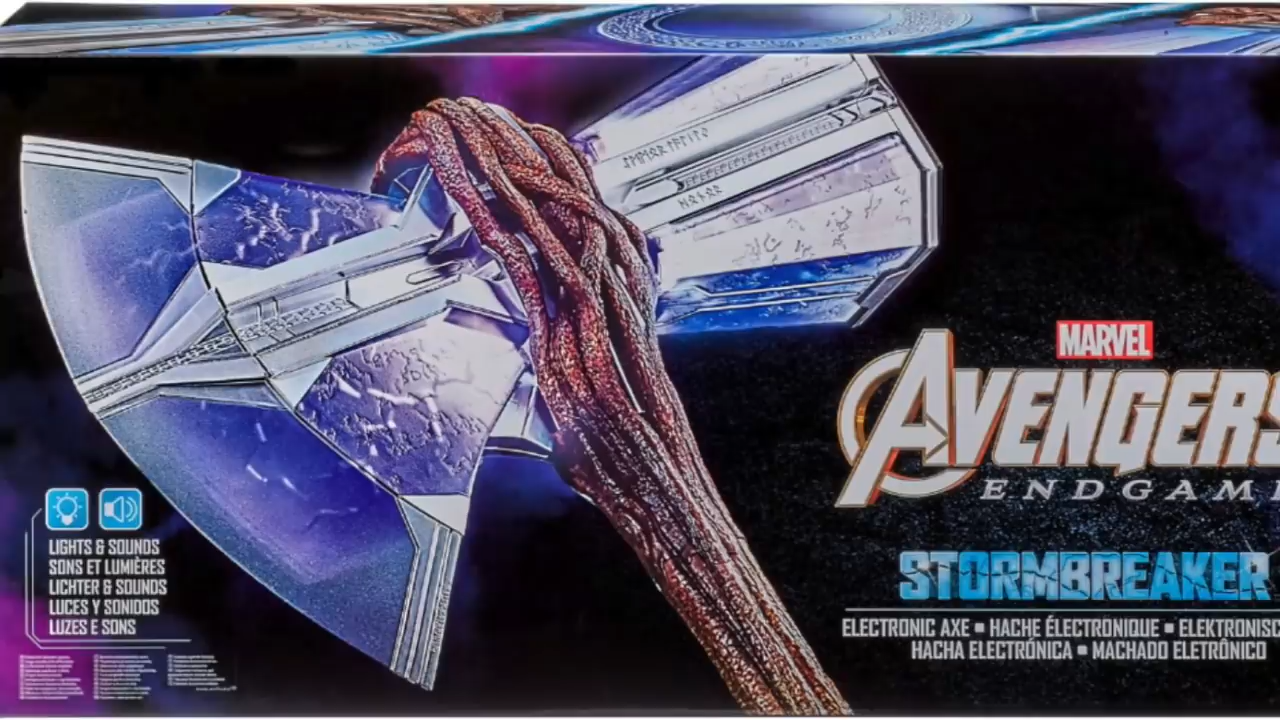 MARVEL
AVENGERS
ENDGAME
STORMBREAKER
ELECTRONIC AXE ▪ HACHE ÉLECTRONIQUE ▪ ELEKTRONISC
HACHA ELECTRÓNICA ▪ MACHADO ELETRÔNICO
LIGHTS & SOUNDS
SONS ET LUMIÈRES
LICHTER & SOUNDS
LUCES Y SONIDOS
LUZES E SONS